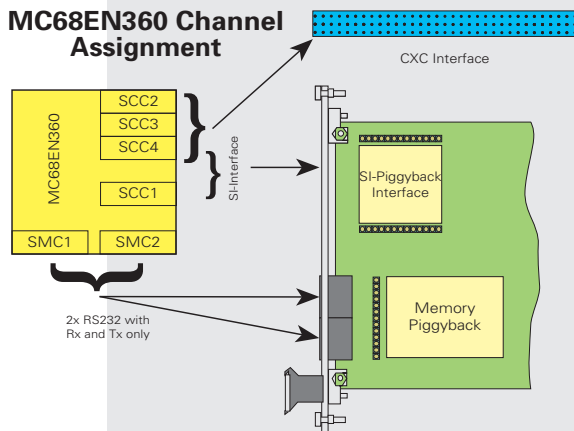 MC68EN360 Channel
Assignment
CXC Interface
MC68EN360
SCC2
SCC3
SCC4
SCC1
SI-Interface
SMC1
SMC2
SI-Piggyback
Interface
2x RS232 with
Rx and Tx only
Memory
Piggyback